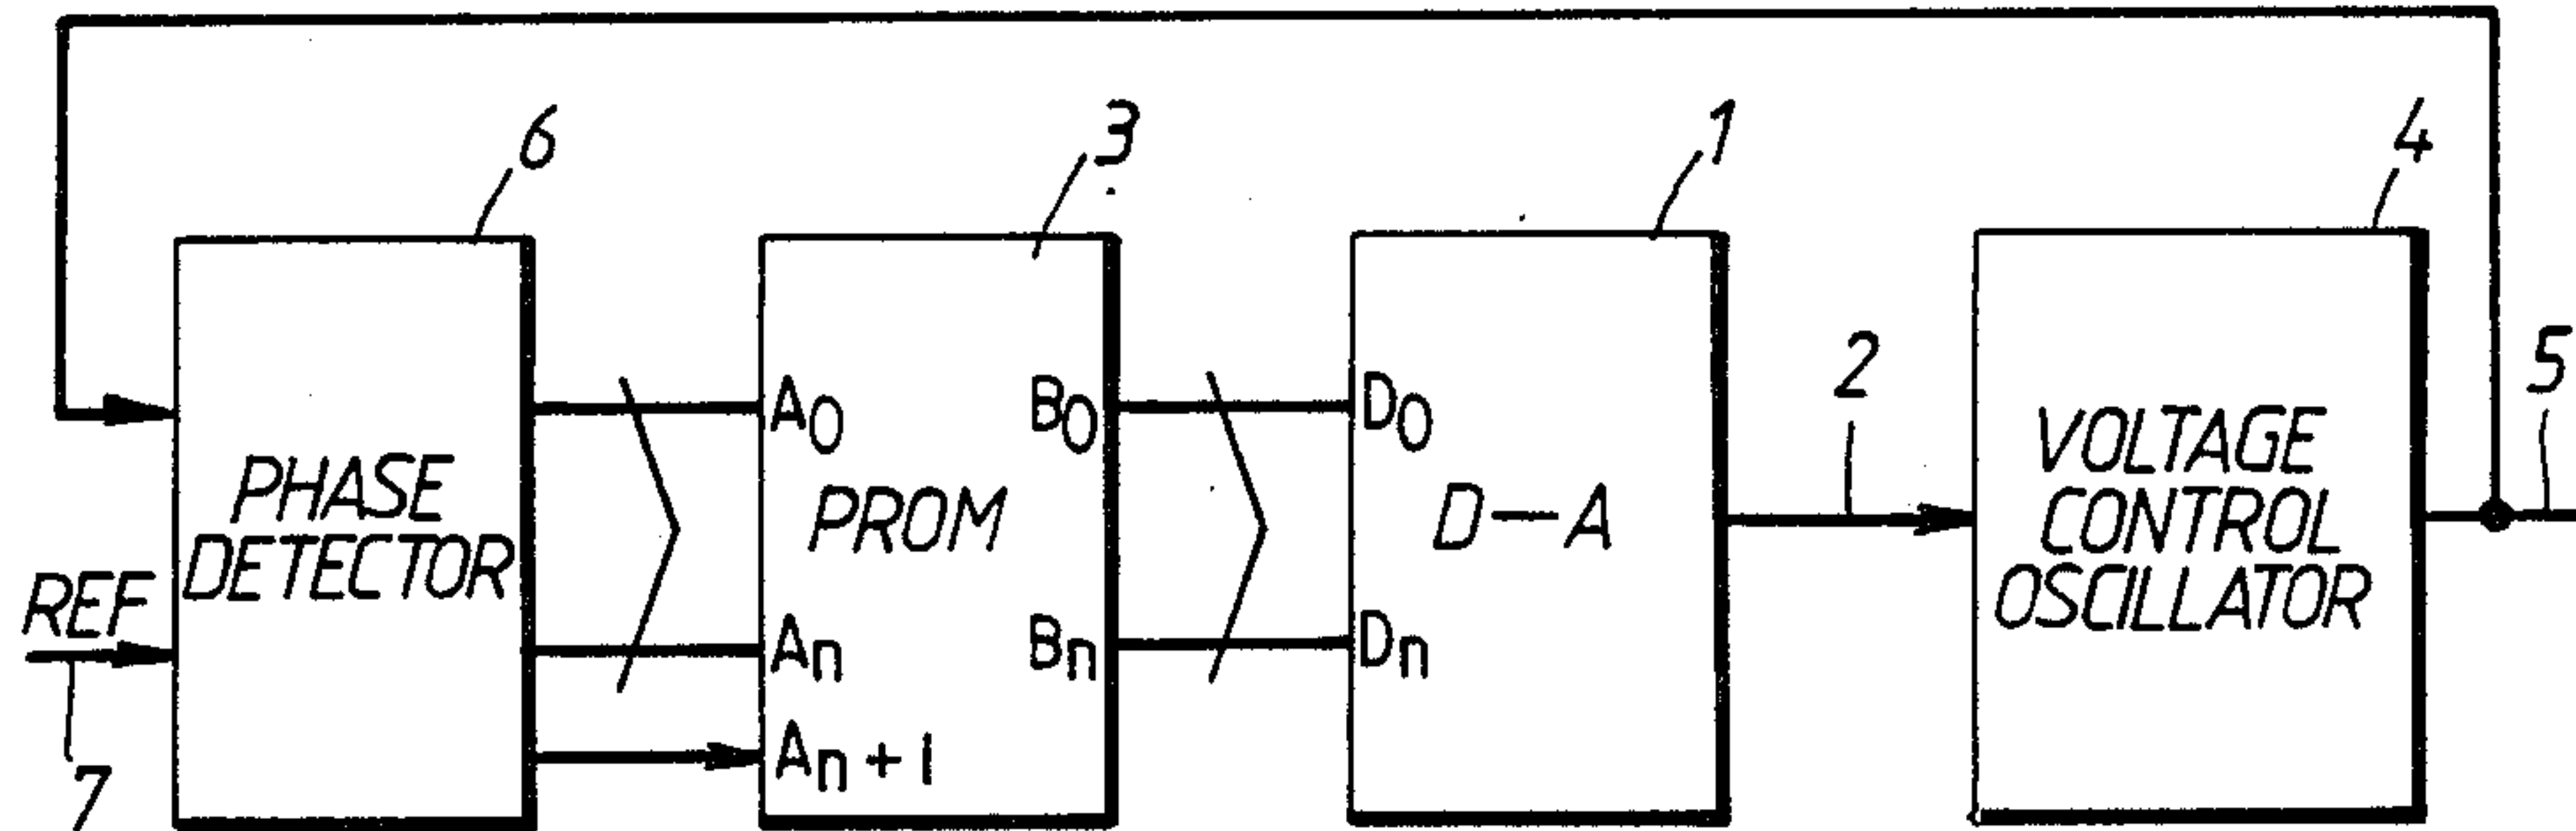 6
3
1
4
2
5
A0
B0
D0
PHASE
DETECTOR
PROM
D—A
VOLTAGE
CONTROL
OSCILLATOR
REF
An
Bn
Dn
An+1
7